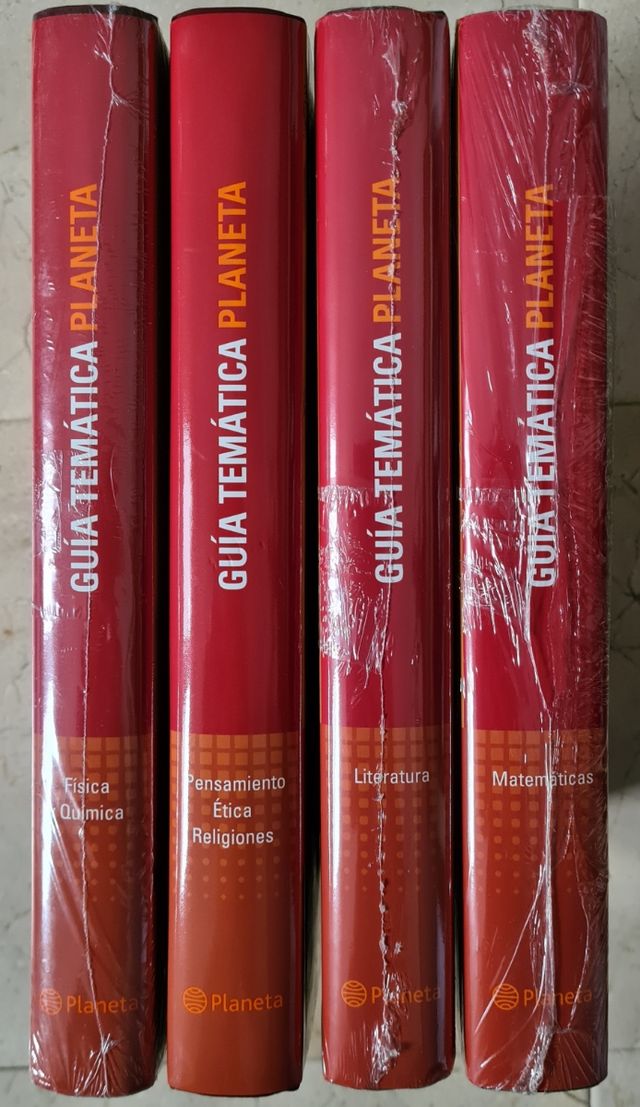 GUÍA TEMÁTICA PLANETA
Física
Química
Planeta
GUÍA TEMÁTICA PLANETA
Pensamiento
Ética
Religiones
Planeta
GUÍA TEMÁTICA PLANETA
Literatura
Planeta
GUÍA TEMÁTICA PLANETA
Matemáticas
Planeta